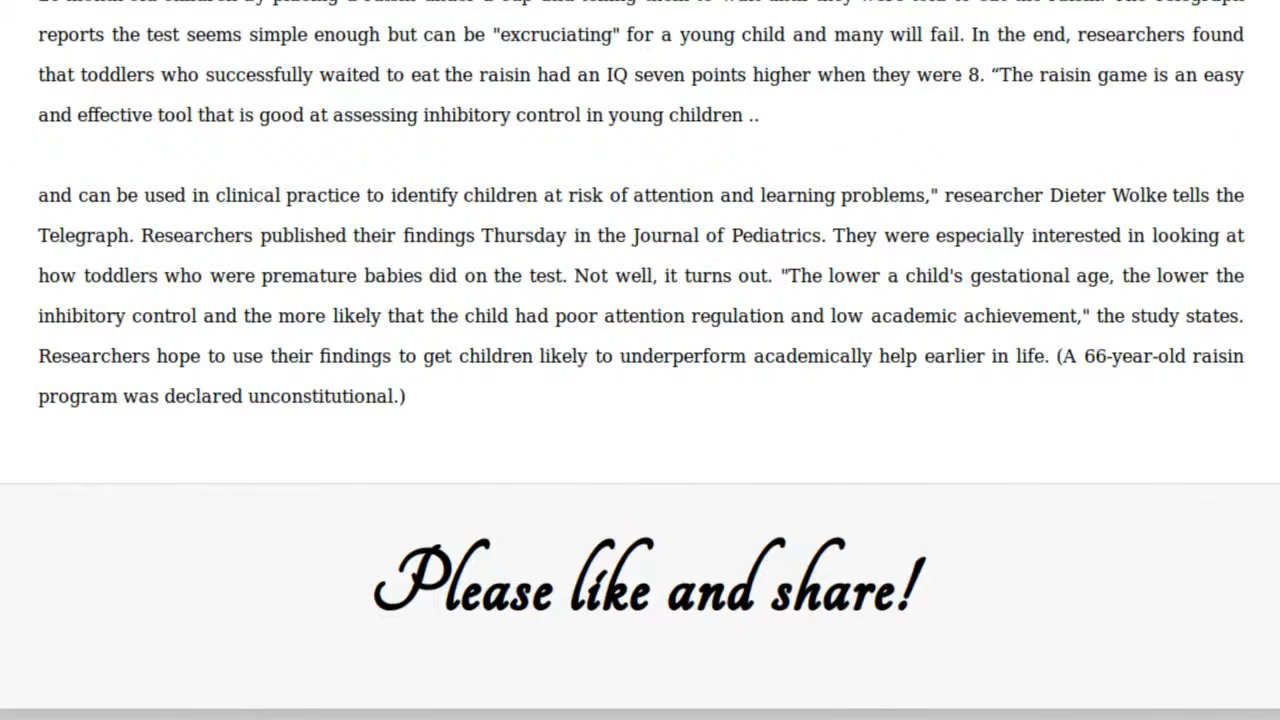 reports the test seems simple enough but can be "excruciating" for a young child and many will fail. In the end, researchers found
that toddlers who successfully waited to eat the raisin had an IQ seven points higher when they were 8. “The raisin game is an easy
and effective tool that is good at assessing inhibitory control in young children ..
and can be used in clinical practice to identify children at risk of attention and learning problems," researcher Dieter Wolke tells the
Telegraph. Researchers published their findings Thursday in the Journal of Pediatrics. They were especially interested in looking at
how toddlers who were premature babies did on the test. Not well, it turns out. "The lower a child's gestational age, the lower the
inhibitory control and the more likely that the child had poor attention regulation and low academic achievement," the study states.
Researchers hope to use their findings to get children likely to underperform academically help earlier in life. (A 66-year-old raisin
program was declared unconstitutional.)
Please like and share!